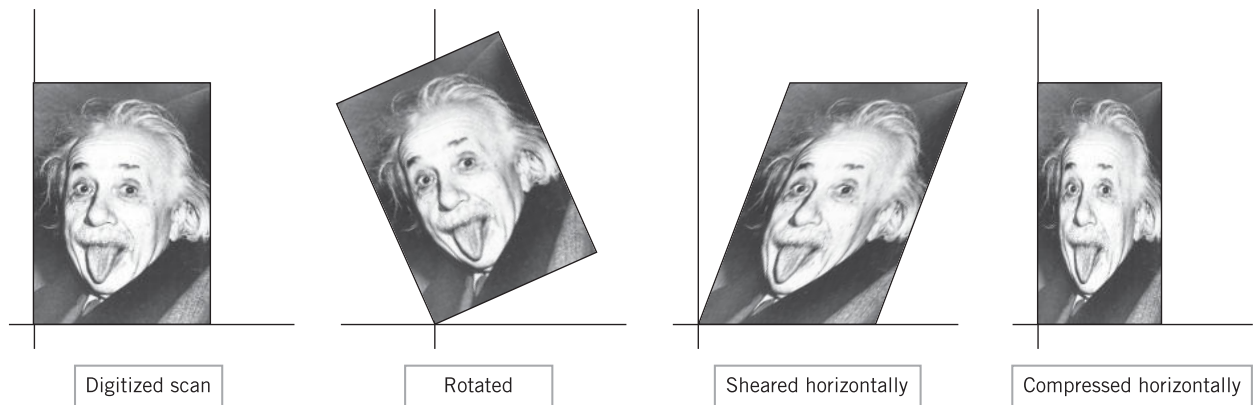 Digitized scan
Rotated
Sheared horizontally
Compressed horizontally